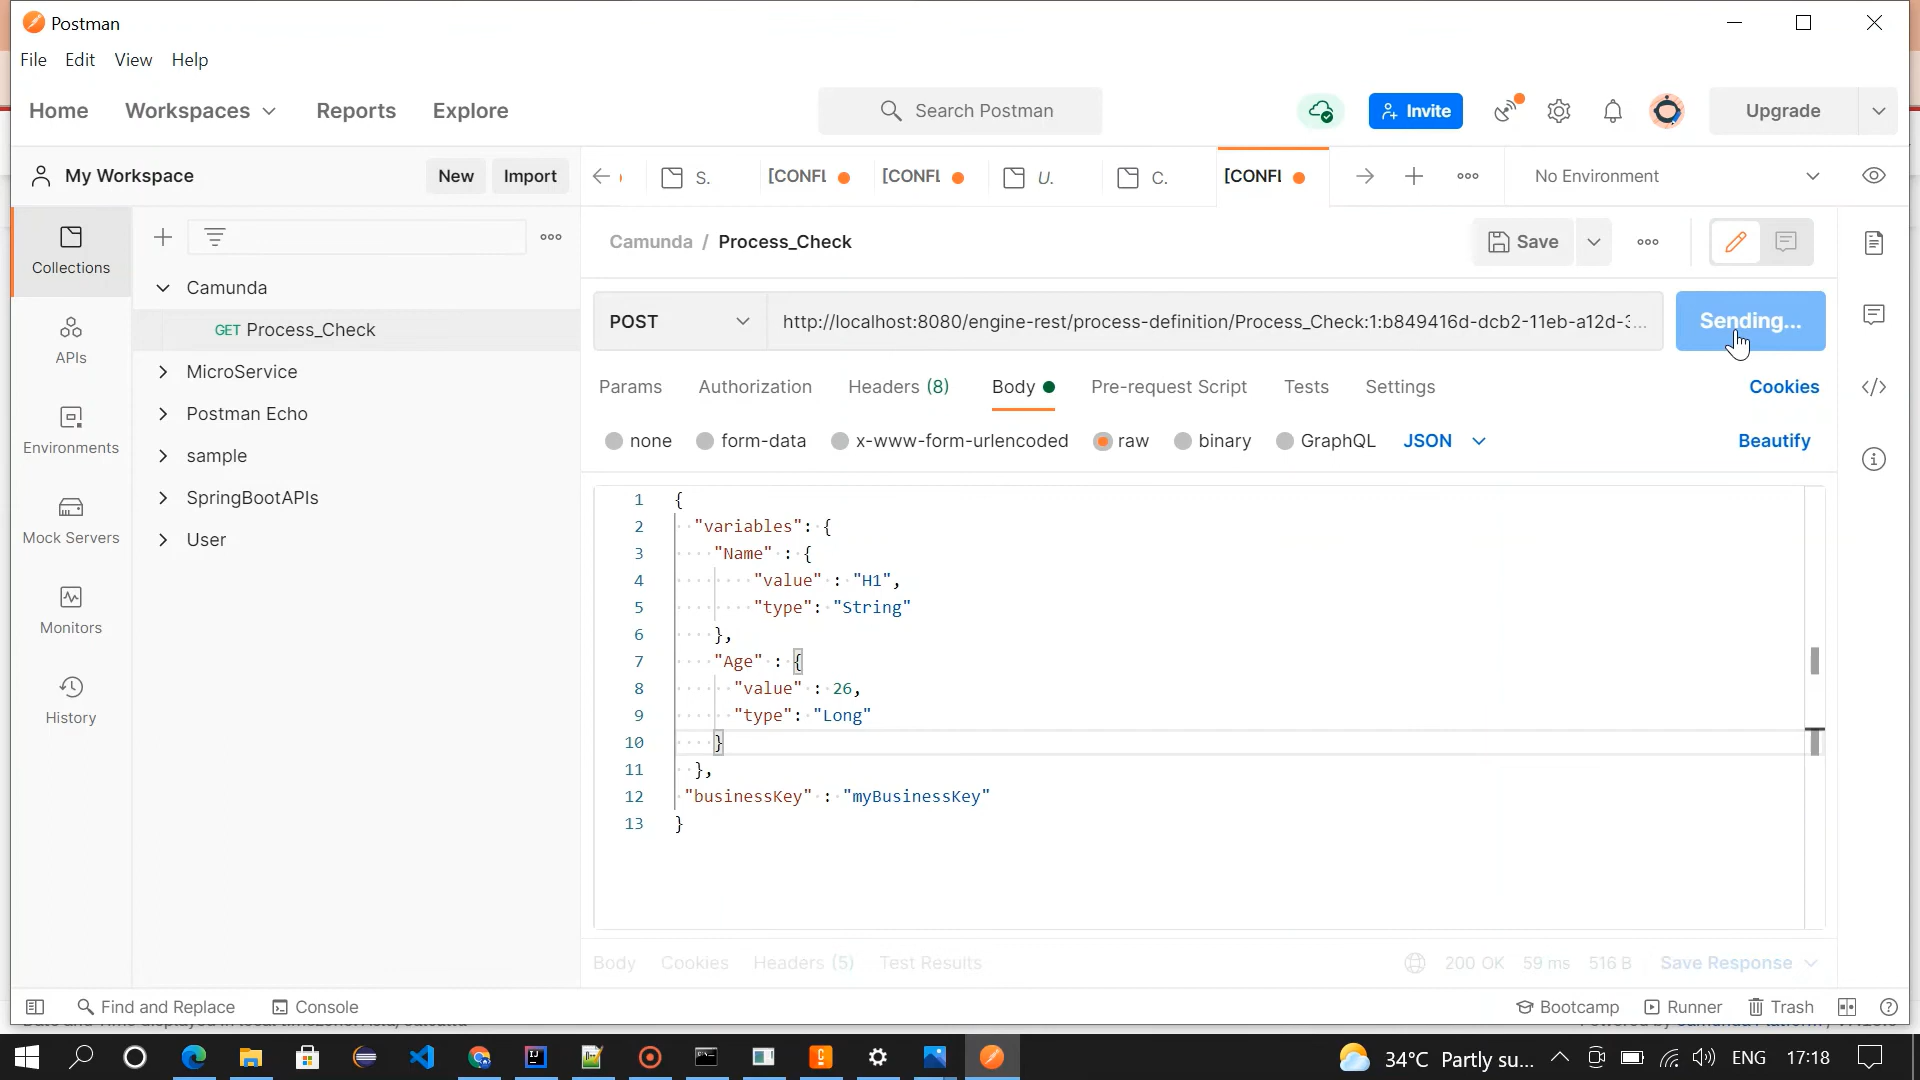 Postman
File Edit View Help
Home Workspaces Reports Explore
Search Postman
Invite
Upgrade
My Workspace
New Import
S.
[CONFL
[CONFL
U.
C.
[CONFL
No Environment
Collections
APIs
Environments
Mock Servers
Monitors
History
Camunda
GET Process_Check
MicroService
Postman Echo
sample
SpringBootAPIs
User
Camunda / Process_Check
Save
POST
http://localhost:8080/engine-rest/process-definition/Process_Check:1:b849416d-dcb2-11eb-a12d-3...
Sending...
Params Authorization Headers (8) Body Pre-request Script Tests Settings Cookies
none form-data x-www-form-urlencoded raw binary GraphQL JSON Beautify
1 {
2 "variables": {
3 "Name" : {
4 "value" : "H1",
5 "type": "String"
6 },
7 "Age" : {
8 "value" : 26,
9 "type": "Long"
10 }
11 },
12 "businessKey" : "myBusinessKey"
13 }
Body Cookies Headers (5) Test Results 200 OK 59 ms 516 B Save Response
Find and Replace Console Bootcamp Runner Trash
34°C Partly su... ENG 17:18